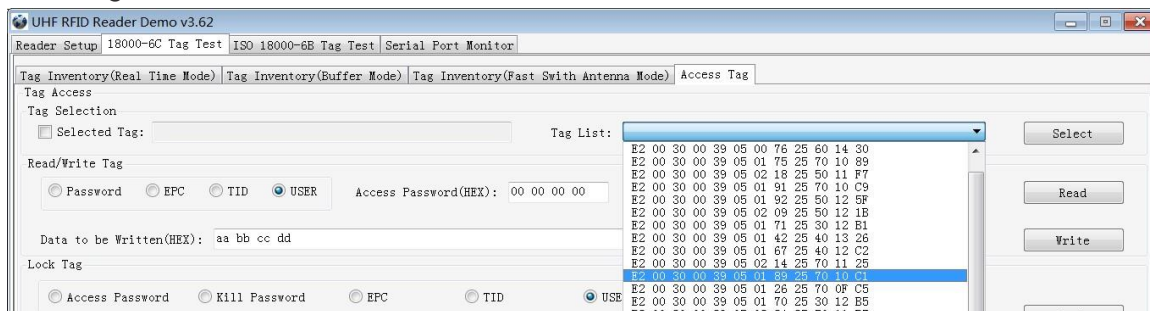 UHF RFID Reader Demo v3.62
Reader Setup 18000-6C Tag Test ISO 18000-6B Tag Test Serial Port Monitor
Tag Inventory(Real Time Mode) Tag Inventory(Buffer Mode) Tag Inventory(Fast Swith Antenna Mode) Access Tag
Tag Access
Tag Selection
Selected Tag: Tag List: Select
E2 00 30 00 39 05 00 76 25 60 14 30
E2 00 30 00 39 05 01 75 25 70 10 89
E2 00 30 00 39 05 02 18 25 50 11 F7
E2 00 30 00 39 05 01 91 25 70 10 C9
E2 00 30 00 39 05 01 92 25 50 12 5F
E2 00 30 00 39 05 02 09 25 50 12 1B
E2 00 30 00 39 05 01 71 25 30 12 B1
E2 00 30 00 39 05 01 42 25 40 13 26
E2 00 30 00 39 05 01 67 25 40 12 C2
E2 00 30 00 39 05 02 14 25 70 11 25
E2 00 30 00 39 05 01 89 25 70 10 C1
E2 00 30 00 39 05 01 26 25 70 0F C5
E2 00 30 00 39 05 01 70 25 30 12 B5
Read/Write Tag
Password EPC TID USER Access Password(HEX): 00 00 00 00 Read
Data to be Written(HEX): aa bb cc dd Write
Lock Tag
Access Password Kill Password EPC TID USE